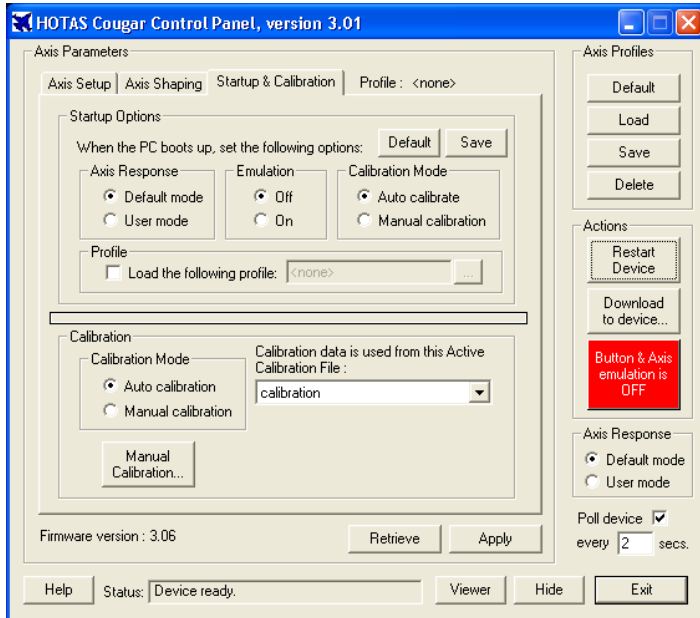 HOTAS Cougar Control Panel, version 3.01
Axis Parameters
Axis Setup
Axis Shaping
Startup & Calibration
Profile : <none>
Startup Options
When the PC boots up, set the following options:
Default
Save
Axis Response
Default mode
User mode
Emulation
Off
On
Calibration Mode
Auto calibrate
Manual calibration
Profile
Load the following profile:
<none>
...
Calibration
Calibration Mode
Auto calibration
Manual calibration
Calibration data is used from this Active
Calibration File :
calibration
Manual
Calibration...
Firmware version : 3.06
Retrieve
Apply
Axis Profiles
Default
Load
Save
Delete
Actions
Restart
Device
Download
to device...
Button & Axis
emulation is
OFF
Axis Response
Default mode
User mode
Poll device
every 2 secs.
Help
Status: Device ready.
Viewer
Hide
Exit